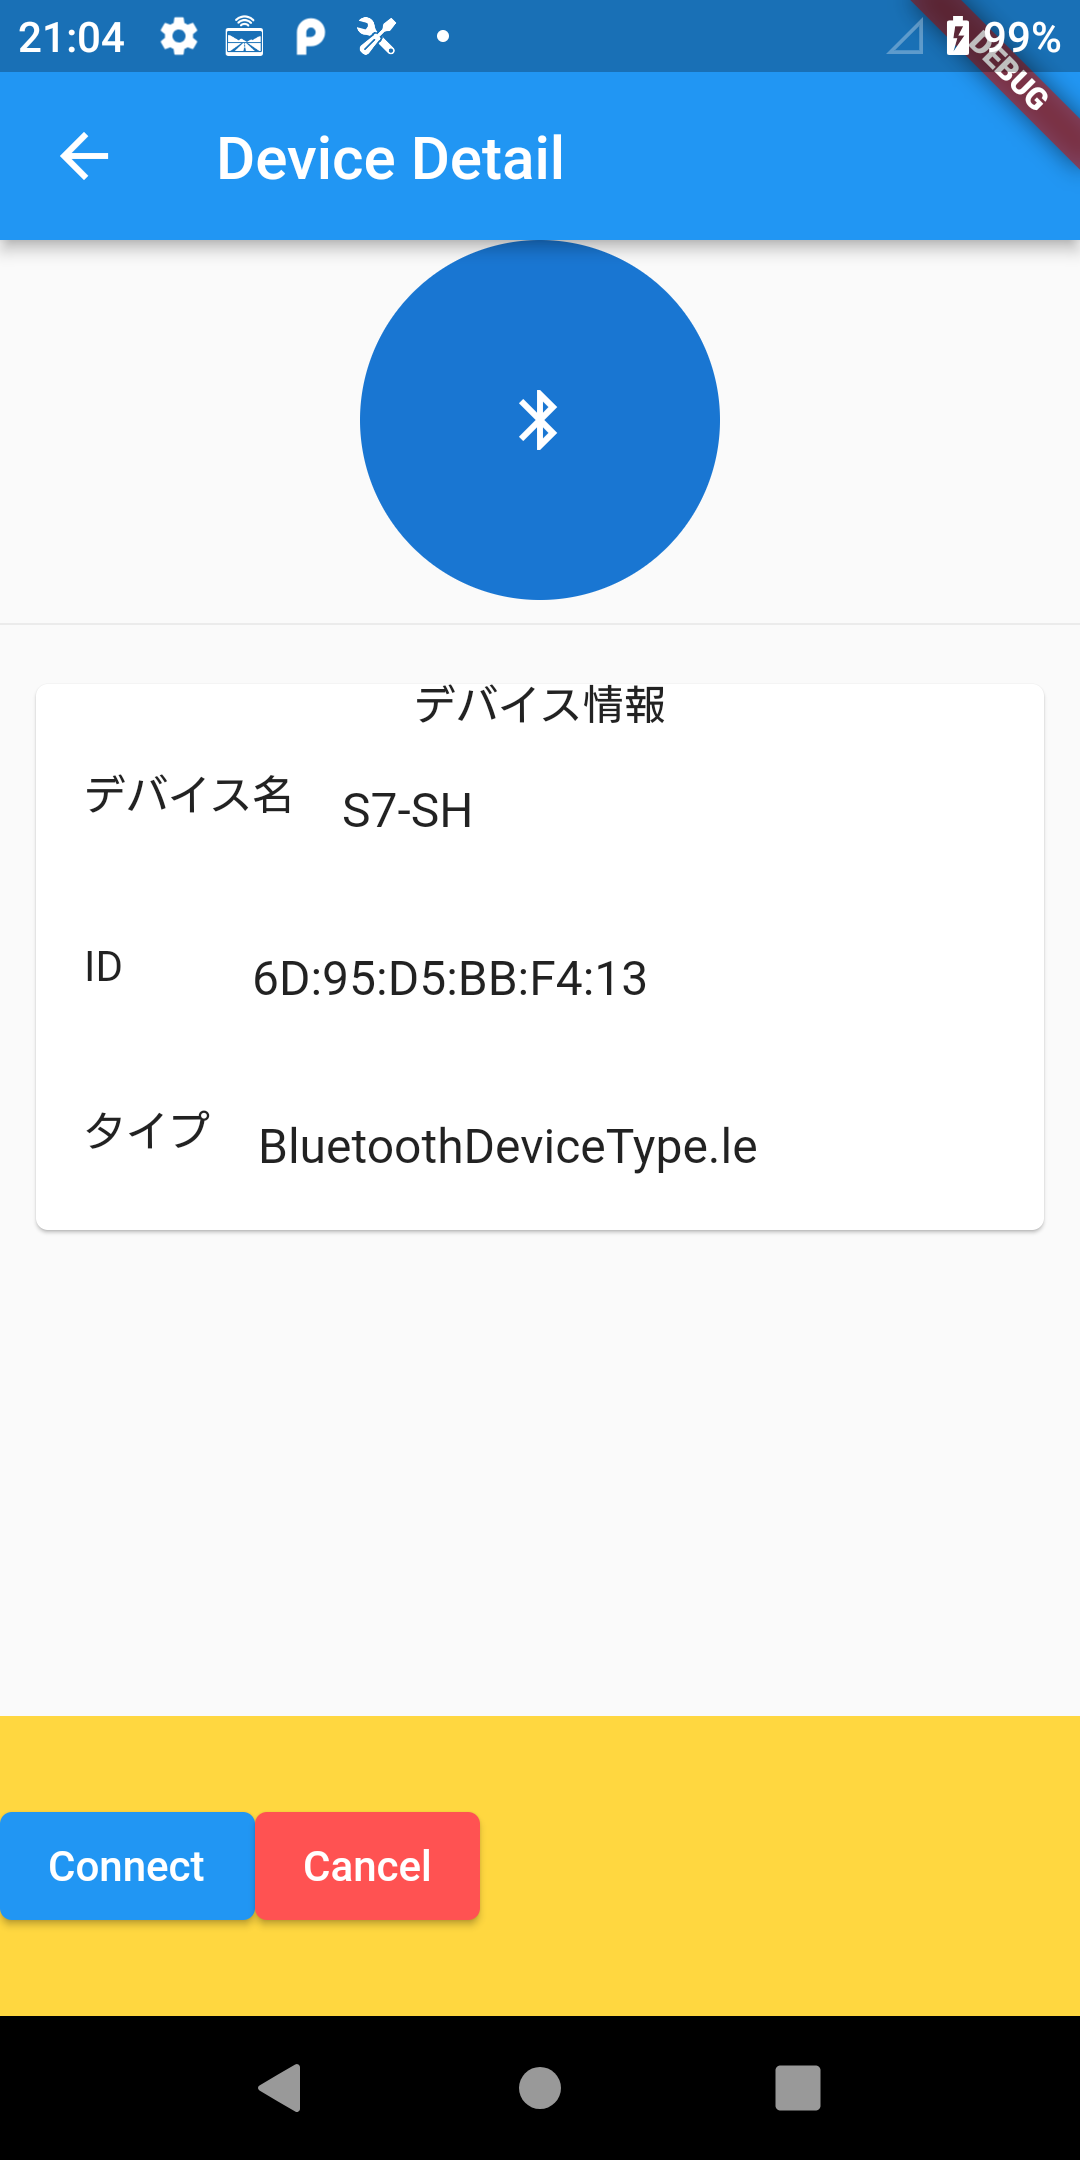 21:04 99%
DEBUG
Device Detail
デバイス情報
デバイス名 S7-SH
ID 6D:95:D5:BB:F4:13
タイプ BluetoothDeviceType.le
Connect Cancel